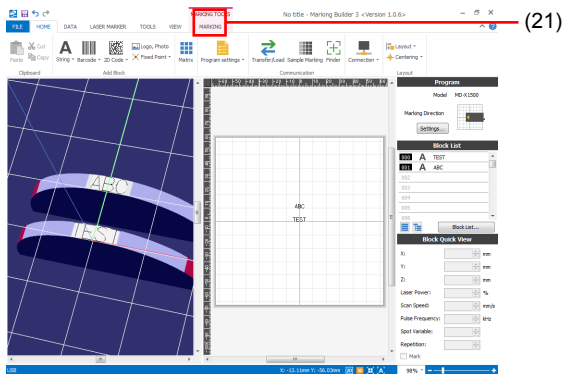 MARKING TOOLS
No title - Marking Builder 3 <Version 1.0.6>
FILE HOME DATA LASER MARKER TOOLS VIEW MARKING
(21)
Paste Cut Copy
String Barcode 2D Code Logo, Photo Fixed Point Matrix
Program settings Transfer/Load Sample Marking Finder Connection
Layout
Centering
Clipboard Add Block Communication Layout
Program
Model MD-X1500
Marking Direction
Settings...
Block List
000 A TEST
001 A ABC
002
003
004
005
006
Block List...
Block Quick View
X: mm
Y: mm
Z: mm
Laser Power: %
Scan Speed: mm/s
Pulse Frequency: kHz
Spot Variable:
Repetition:
Mark
ABC
TEST
ABC
TEST
USB X: -13.11mm Y: -56.03mm 2D 3D A 98%